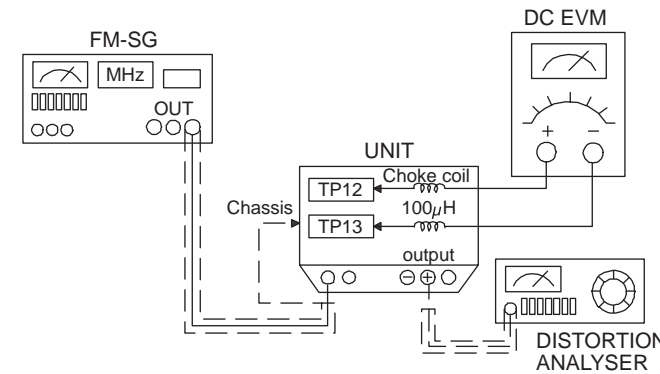 FM-SG
MHz
OUT
DC EVM
+ −
UNIT
Choke coil
TP12
100μH
TP13
Chassis
output
⊖ ⊕
DISTORTION
ANALYSER